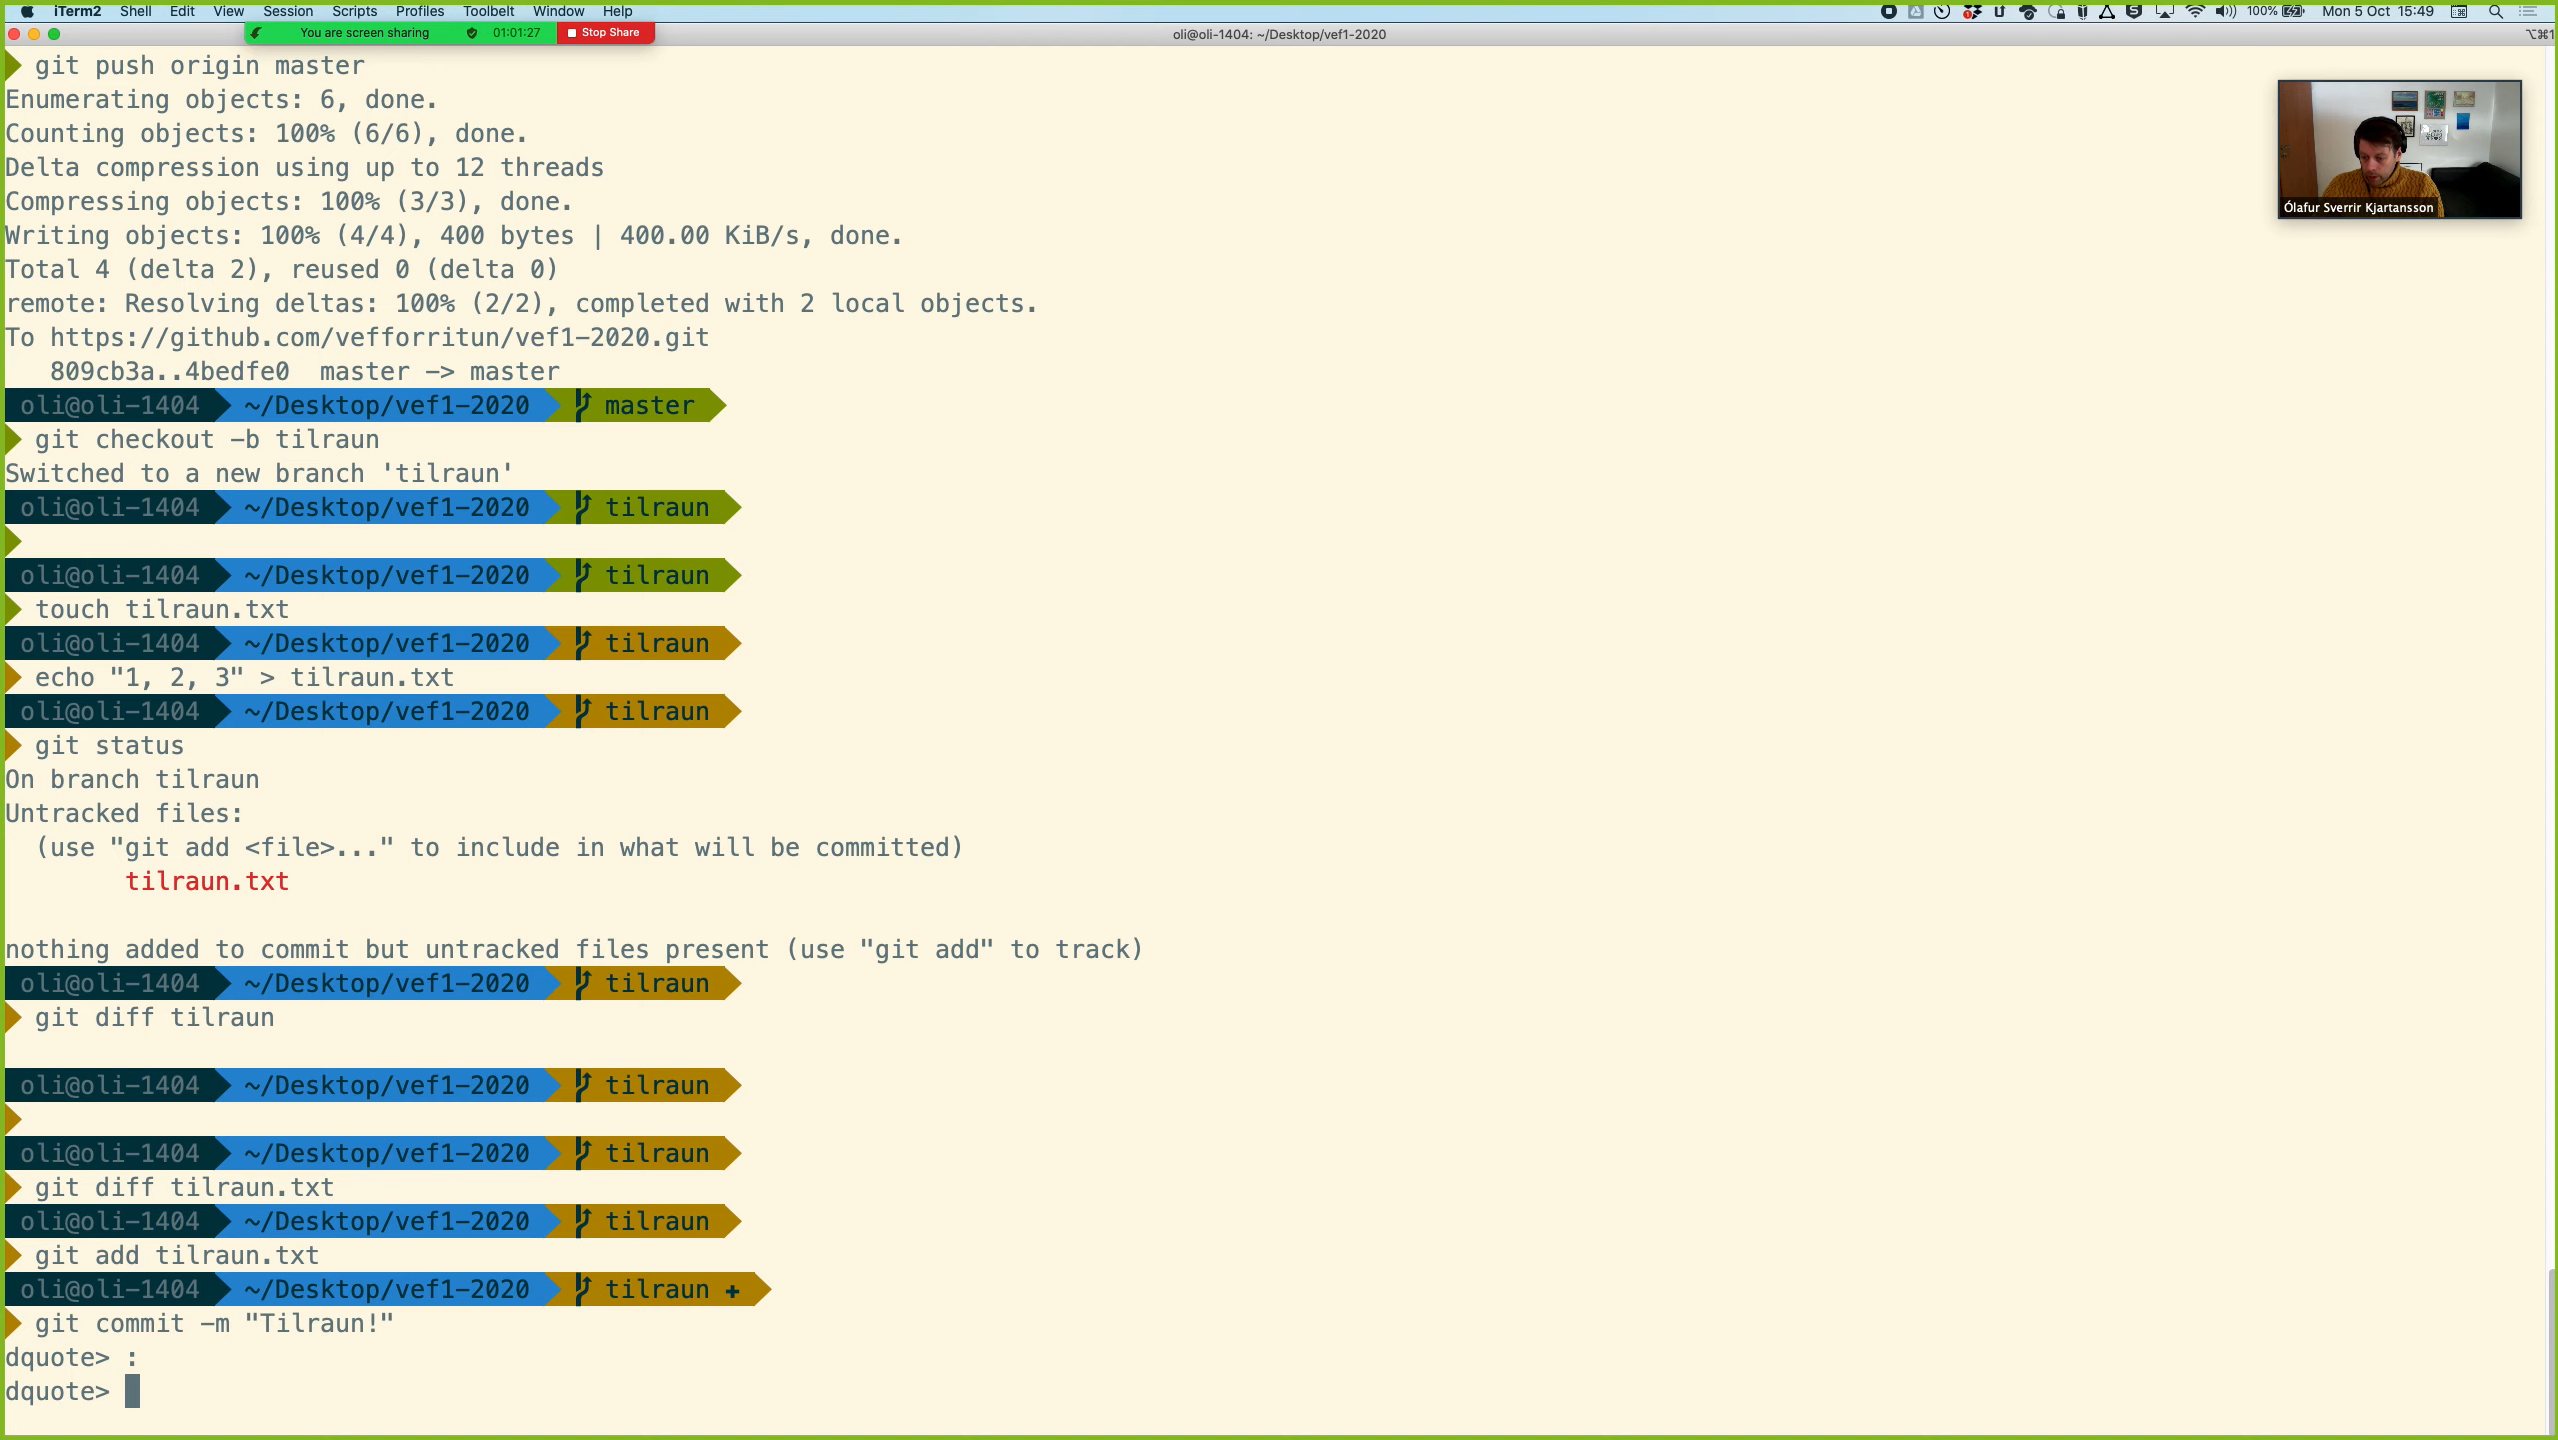 iTerm2 Shell Edit View Session Scripts Profiles Toolbelt Window Help
100% Mon 5 Oct 15:49
You are screen sharing 01:01:27 Stop Share
oli@oli-1404: ~/Desktop/vef1-2020
⌥⌘1
git push origin master
Enumerating objects: 6, done.
Counting objects: 100% (6/6), done.
Delta compression using up to 12 threads
Compressing objects: 100% (3/3), done.
Writing objects: 100% (4/4), 400 bytes | 400.00 KiB/s, done.
Total 4 (delta 2), reused 0 (delta 0)
remote: Resolving deltas: 100% (2/2), completed with 2 local objects.
To https://github.com/vefforritun/vef1-2020.git
809cb3a..4bedfe0  master -> master
oli@oli-1404 ~/Desktop/vef1-2020 master
git checkout -b tilraun
Switched to a new branch 'tilraun'
oli@oli-1404 ~/Desktop/vef1-2020 tilraun
oli@oli-1404 ~/Desktop/vef1-2020 tilraun
touch tilraun.txt
oli@oli-1404 ~/Desktop/vef1-2020 tilraun
echo "1, 2, 3" > tilraun.txt
oli@oli-1404 ~/Desktop/vef1-2020 tilraun
git status
On branch tilraun
Untracked files:
(use "git add <file>..." to include in what will be committed)
tilraun.txt
nothing added to commit but untracked files present (use "git add" to track)
oli@oli-1404 ~/Desktop/vef1-2020 tilraun
git diff tilraun
oli@oli-1404 ~/Desktop/vef1-2020 tilraun
oli@oli-1404 ~/Desktop/vef1-2020 tilraun
git diff tilraun.txt
oli@oli-1404 ~/Desktop/vef1-2020 tilraun
git add tilraun.txt
oli@oli-1404 ~/Desktop/vef1-2020 tilraun +
git commit -m "Tilraun!"
dquote> :
dquote>
Ólafur Sverrir Kjartansson